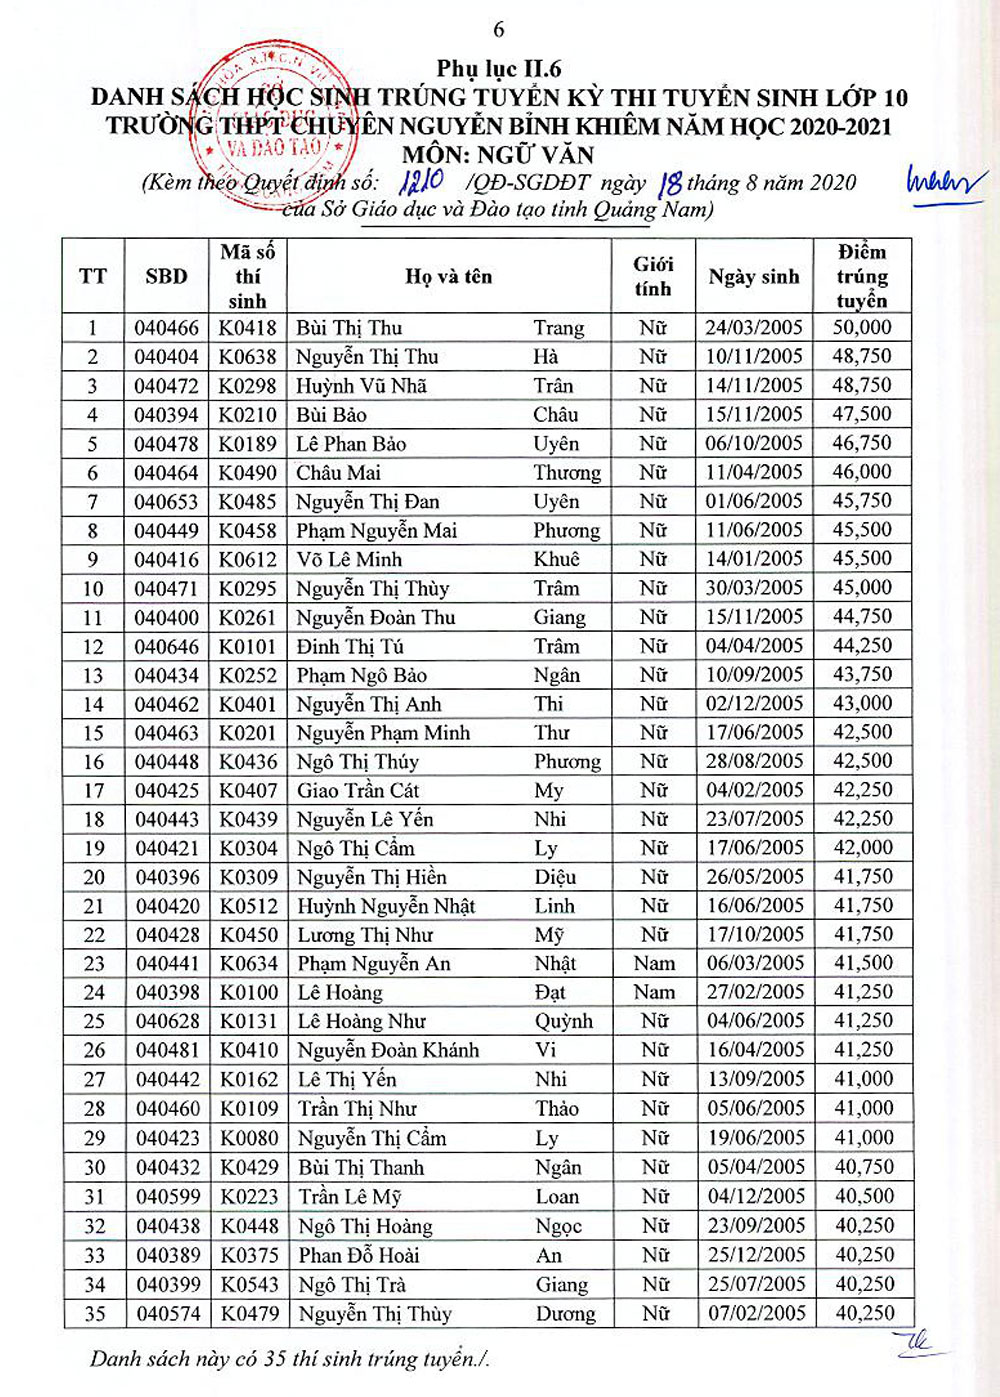 6
Phụ lục II.6
DANH SÁCH HỌC SINH TRÚNG TUYỂN KỲ THI TUYỂN SINH LỚP 10
TRƯỜNG THPT CHUYÊN NGUYỄN BỈNH KHIÊM NĂM HỌC 2020-2021
MÔN: NGỮ VĂN
(Kèm theo Quyết định số: 1210 /QĐ-SGDĐT ngày 18 tháng 8 năm 2020
của Sở Giáo dục và Đào tạo tỉnh Quảng Nam)
SỞ
GIÁO DỤC
VÀ ĐÀO TẠO
TT SBD Mã số thí sinh Họ và tên Giới tính Ngày sinh Điểm trúng tuyển
1 040466 K0418 Bùi Thị Thu Trang Nữ 24/03/2005 50,000
2 040404 K0638 Nguyễn Thị Thu Hà Nữ 10/11/2005 48,750
3 040472 K0298 Huỳnh Vũ Nhã Trân Nữ 14/11/2005 48,750
4 040394 K0210 Bùi Bảo Châu Nữ 15/11/2005 47,500
5 040478 K0189 Lê Phan Bảo Uyên Nữ 06/10/2005 46,750
6 040464 K0490 Châu Mai Thương Nữ 11/04/2005 46,000
7 040653 K0485 Nguyễn Thị Đan Uyên Nữ 01/06/2005 45,750
8 040449 K0458 Phạm Nguyễn Mai Phương Nữ 11/06/2005 45,500
9 040416 K0612 Võ Lê Minh Khuê Nữ 14/01/2005 45,500
10 040471 K0295 Nguyễn Thị Thùy Trâm Nữ 30/03/2005 45,000
11 040400 K0261 Nguyễn Đoàn Thu Giang Nữ 15/11/2005 44,750
12 040646 K0101 Đinh Thị Tú Trâm Nữ 04/04/2005 44,250
13 040434 K0252 Phạm Ngô Bảo Ngân Nữ 10/09/2005 43,750
14 040462 K0401 Nguyễn Thị Anh Thi Nữ 02/12/2005 43,000
15 040463 K0201 Nguyễn Phạm Minh Thư Nữ 17/06/2005 42,500
16 040448 K0436 Ngô Thị Thúy Phương Nữ 28/08/2005 42,500
17 040425 K0407 Giao Trần Cát My Nữ 04/02/2005 42,250
18 040443 K0439 Nguyễn Lê Yến Nhi Nữ 23/07/2005 42,250
19 040421 K0304 Ngô Thị Cẩm Ly Nữ 17/06/2005 42,000
20 040396 K0309 Nguyễn Thị Hiền Diệu Nữ 26/05/2005 41,750
21 040420 K0512 Huỳnh Nguyễn Nhật Linh Nữ 16/06/2005 41,750
22 040428 K0450 Lương Thị Như Mỹ Nữ 17/10/2005 41,750
23 040441 K0634 Phạm Nguyễn An Nhật Nam 06/03/2005 41,500
24 040398 K0100 Lê Hoàng Đạt Nam 27/02/2005 41,250
25 040628 K0131 Lê Hoàng Như Quỳnh Nữ 04/06/2005 41,250
26 040481 K0410 Nguyễn Đoàn Khánh Vi Nữ 16/04/2005 41,250
27 040442 K0162 Lê Thị Yến Nhi Nữ 13/09/2005 41,000
28 040460 K0109 Trần Thị Như Thảo Nữ 05/06/2005 41,000
29 040423 K0080 Nguyễn Thị Cẩm Ly Nữ 19/06/2005 41,000
30 040432 K0429 Bùi Thị Thanh Ngân Nữ 05/04/2005 40,750
31 040599 K0223 Trần Lê Mỹ Loan Nữ 04/12/2005 40,500
32 040438 K0448 Ngô Thị Hoàng Ngọc Nữ 23/09/2005 40,250
33 040389 K0375 Phan Đỗ Hoài An Nữ 25/12/2005 40,250
34 040399 K0543 Ngô Thị Trà Giang Nữ 25/07/2005 40,250
35 040574 K0479 Nguyễn Thị Thùy Dương Nữ 07/02/2005 40,250
Danh sách này có 35 thí sinh trúng tuyển./.